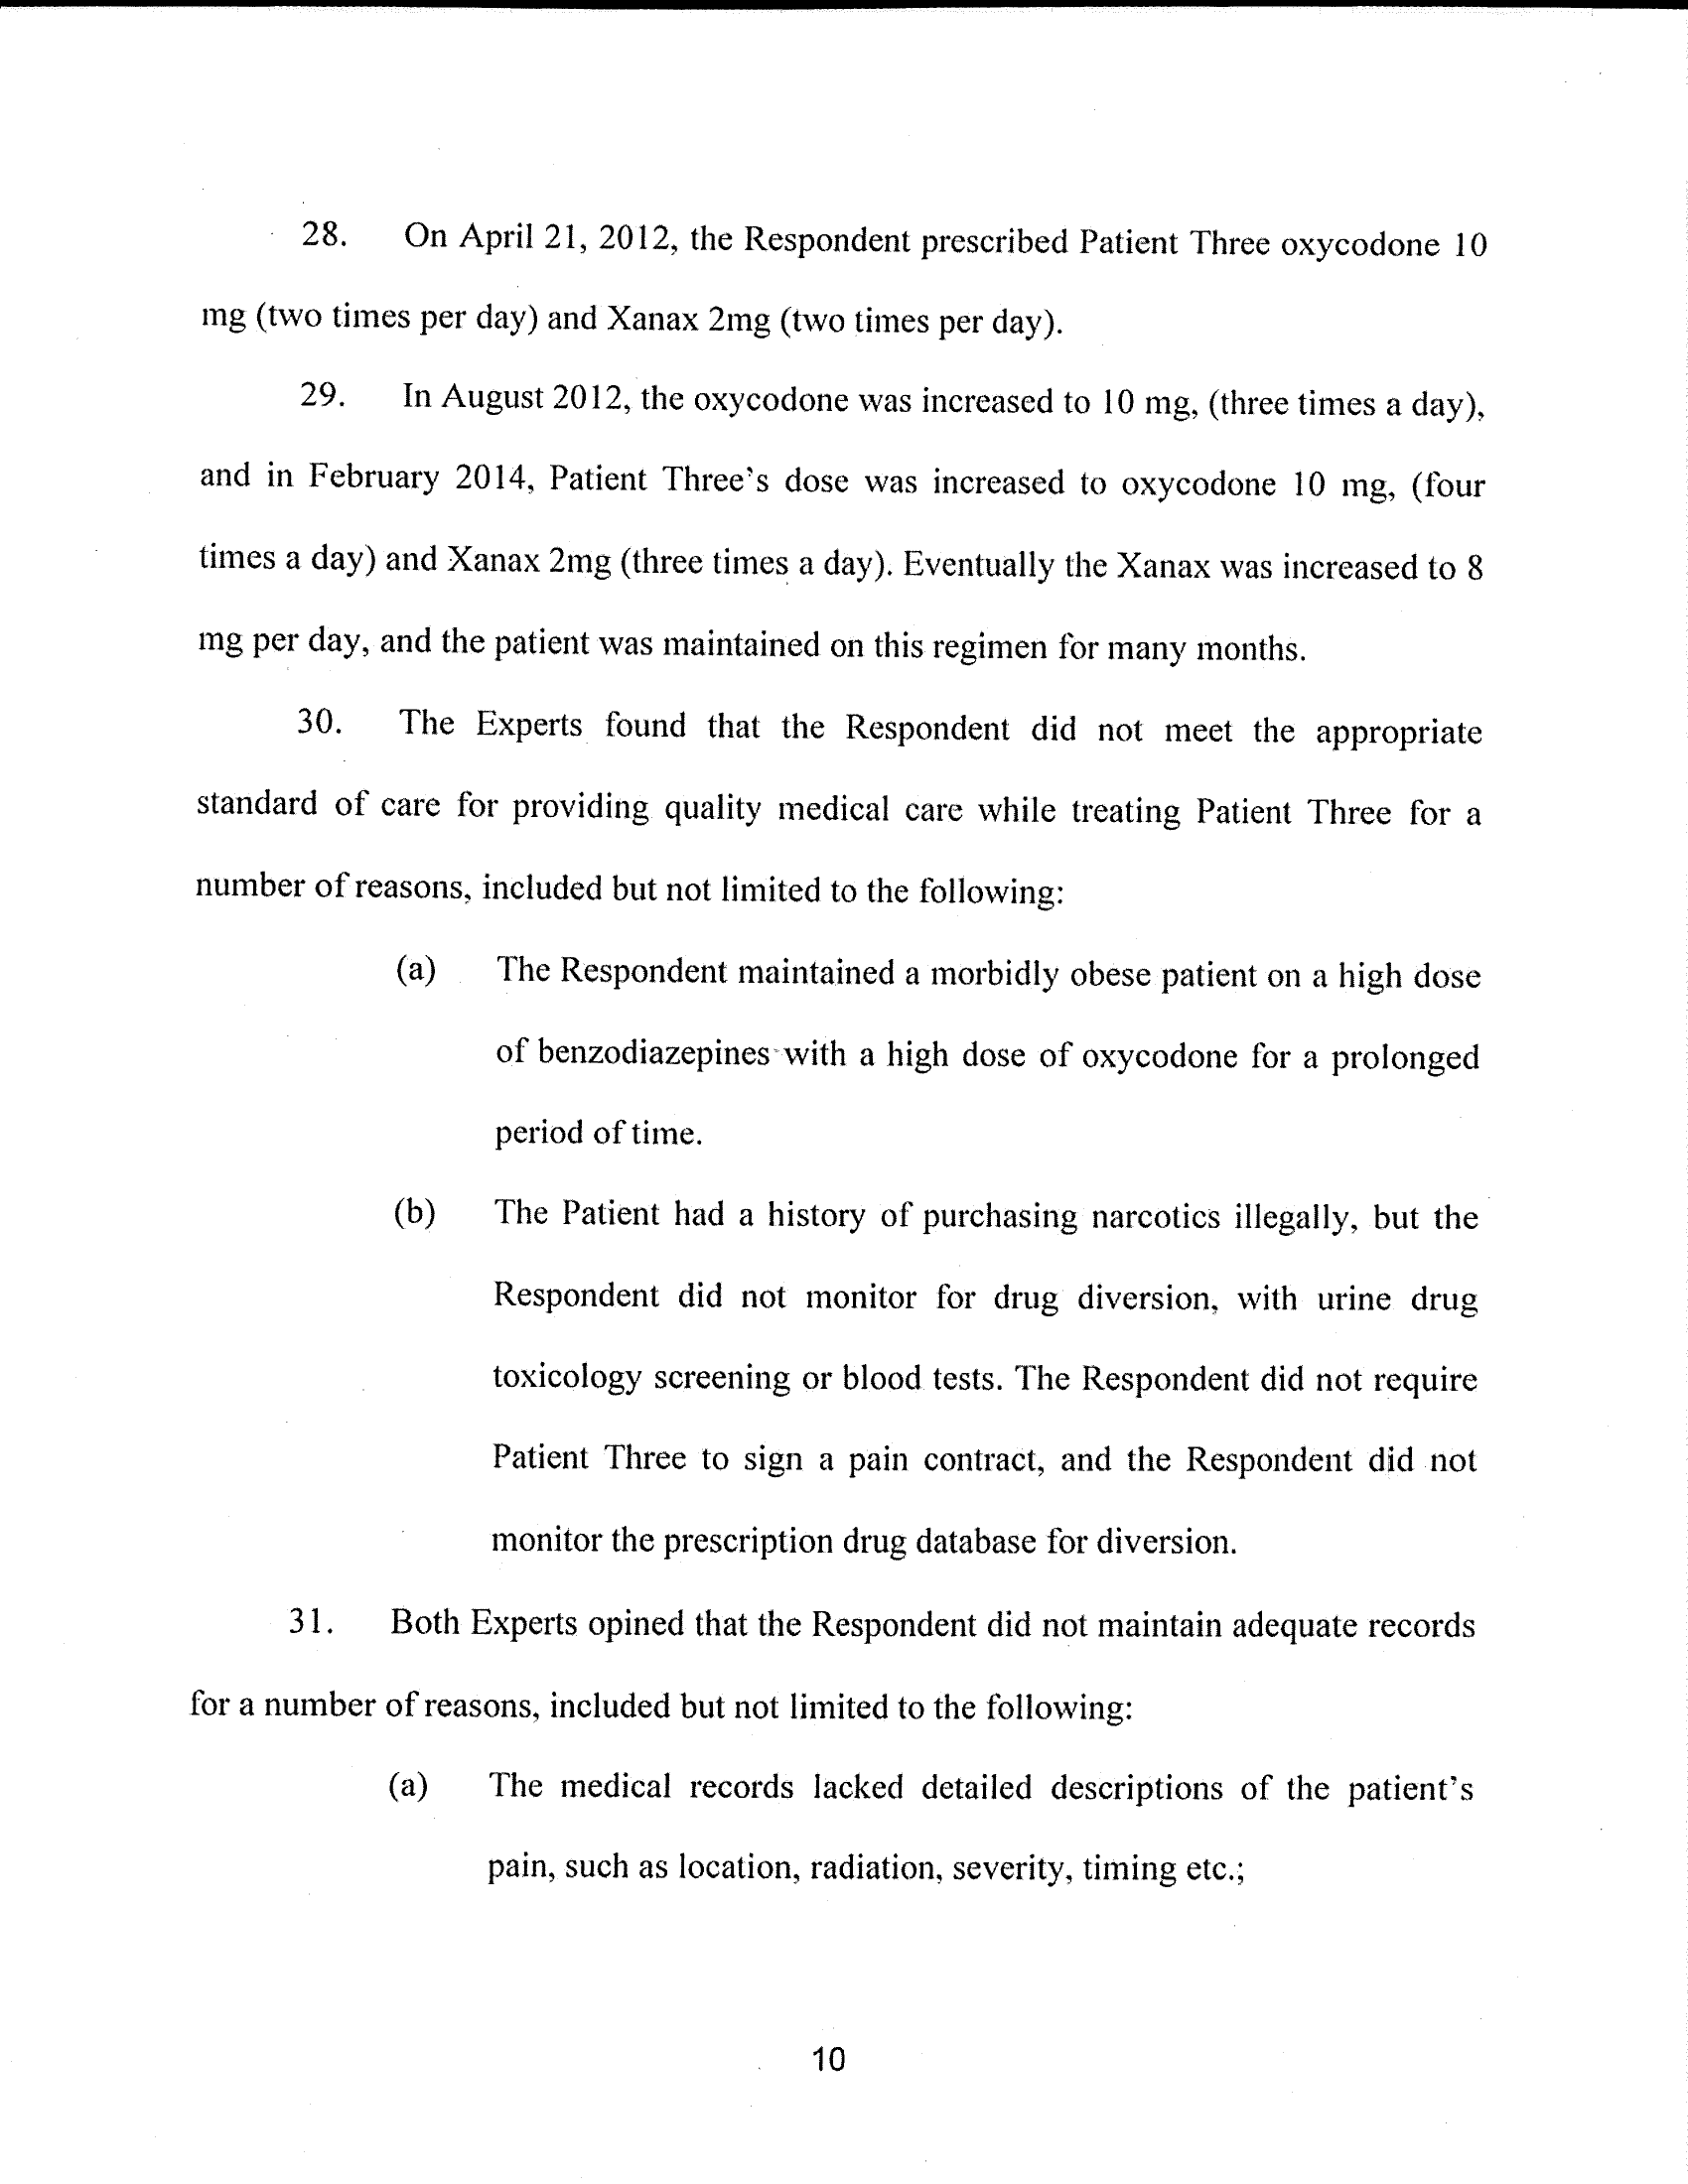 28. On April 21, 2012, the Respondent prescribed Patient Three oxycodone 10
mg (two times per day) and Xanax 2mg (two times per day).
29. In August 2012, the oxycodone was increased to 10 mg, (three times a day),
and in February 2014, Patient Three's dose was increased to oxycodone 10 mg, (four
times a day) and Xanax 2mg (three times a day). Eventually the Xanax was increased to 8
mg per day, and the patient was maintained on this regimen for many months.
30. The Experts found that the Respondent did not meet the appropriate
standard of care for providing quality medical care while treating Patient Three for a
number of reasons, included but not limited to the following:
(a) The Respondent maintained a morbidly obese patient on a high dose
of benzodiazepines with a high dose of oxycodone for a prolonged
period of time.
(b) The Patient had a history of purchasing narcotics illegally, but the
Respondent did not monitor for drug diversion, with urine drug
toxicology screening or blood tests. The Respondent did not require
Patient Three to sign a pain contract, and the Respondent did not
monitor the prescription drug database for diversion.
31. Both Experts opined that the Respondent did not maintain adequate records
for a number of reasons, included but not limited to the following:
(a) The medical records lacked detailed descriptions of the patient's
pain, such as location, radiation, severity, timing etc.;
10